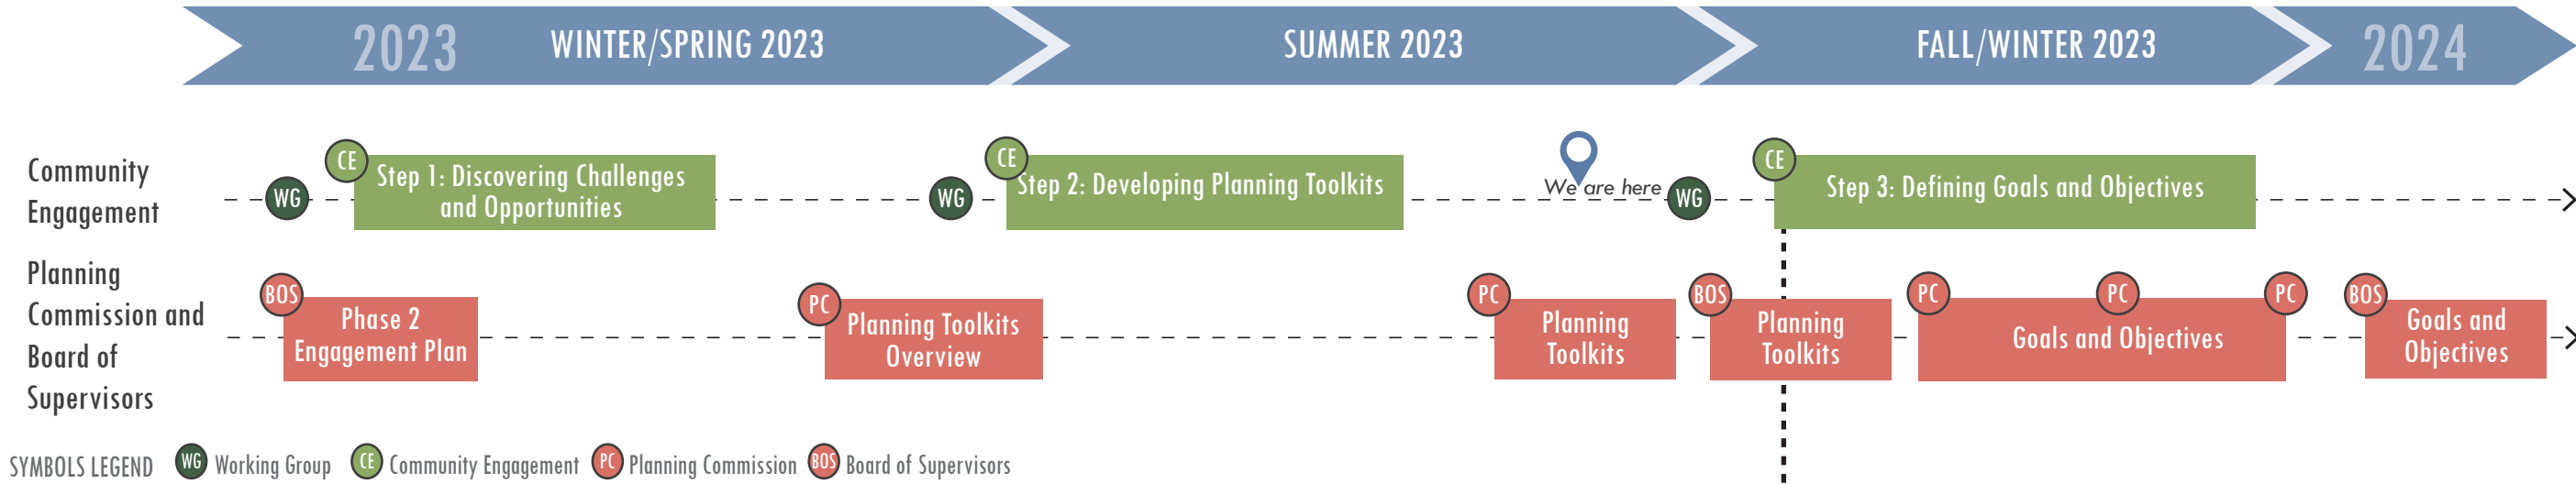 2023 WINTER/SPRING 2023 SUMMER 2023 FALL/WINTER 2023 2024
Community
Engagement
WG
CE
Step 1: Discovering Challenges
and Opportunities
WG
CE
Step 2: Developing Planning Toolkits
We are here
WG
CE
Step 3: Defining Goals and Objectives
Planning
Commission and
Board of
Supervisors
BOS
Phase 2
Engagement Plan
PC
Planning Toolkits
Overview
PC
Planning
Toolkits
BOS
Planning
Toolkits
PC
PC
PC
Goals and Objectives
BOS
Goals and
Objectives
SYMBOLS LEGEND WG Working Group CE Community Engagement PC Planning Commission BOS Board of Supervisors